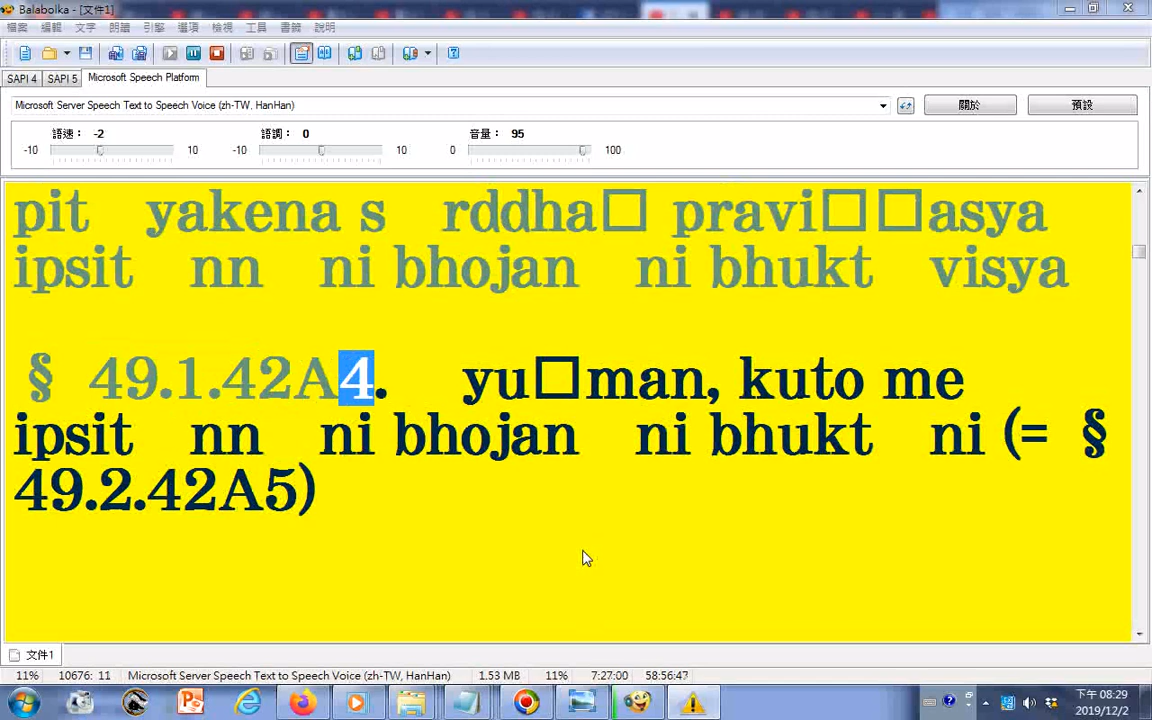 Balabolka - [文件1]
檔案 編輯 文字 朗讀 引擎 選項 檢視 工具 書籤 說明
SAPI 4 SAPI 5 Microsoft Speech Platform
Microsoft Server Speech Text to Speech Voice (zh-TW, HanHan) 關於 預設
語速： -2 語調： 0 音量： 95
-10 10 -10 10 0 100
pit yakena s rddha□ pravi□□asya
ipsit nn ni bhojan ni bhukt visya
§ 49.1.42A4. yu□man, kuto me
ipsit nn ni bhojan ni bhukt ni (= §
49.2.42A5)
文件1
11% 10676: 11 Microsoft Server Speech Text to Speech Voice (zh-TW, HanHan) 1.53 MB 11% 7:27:00 58:56:47
下午 08:29
2019/12/2